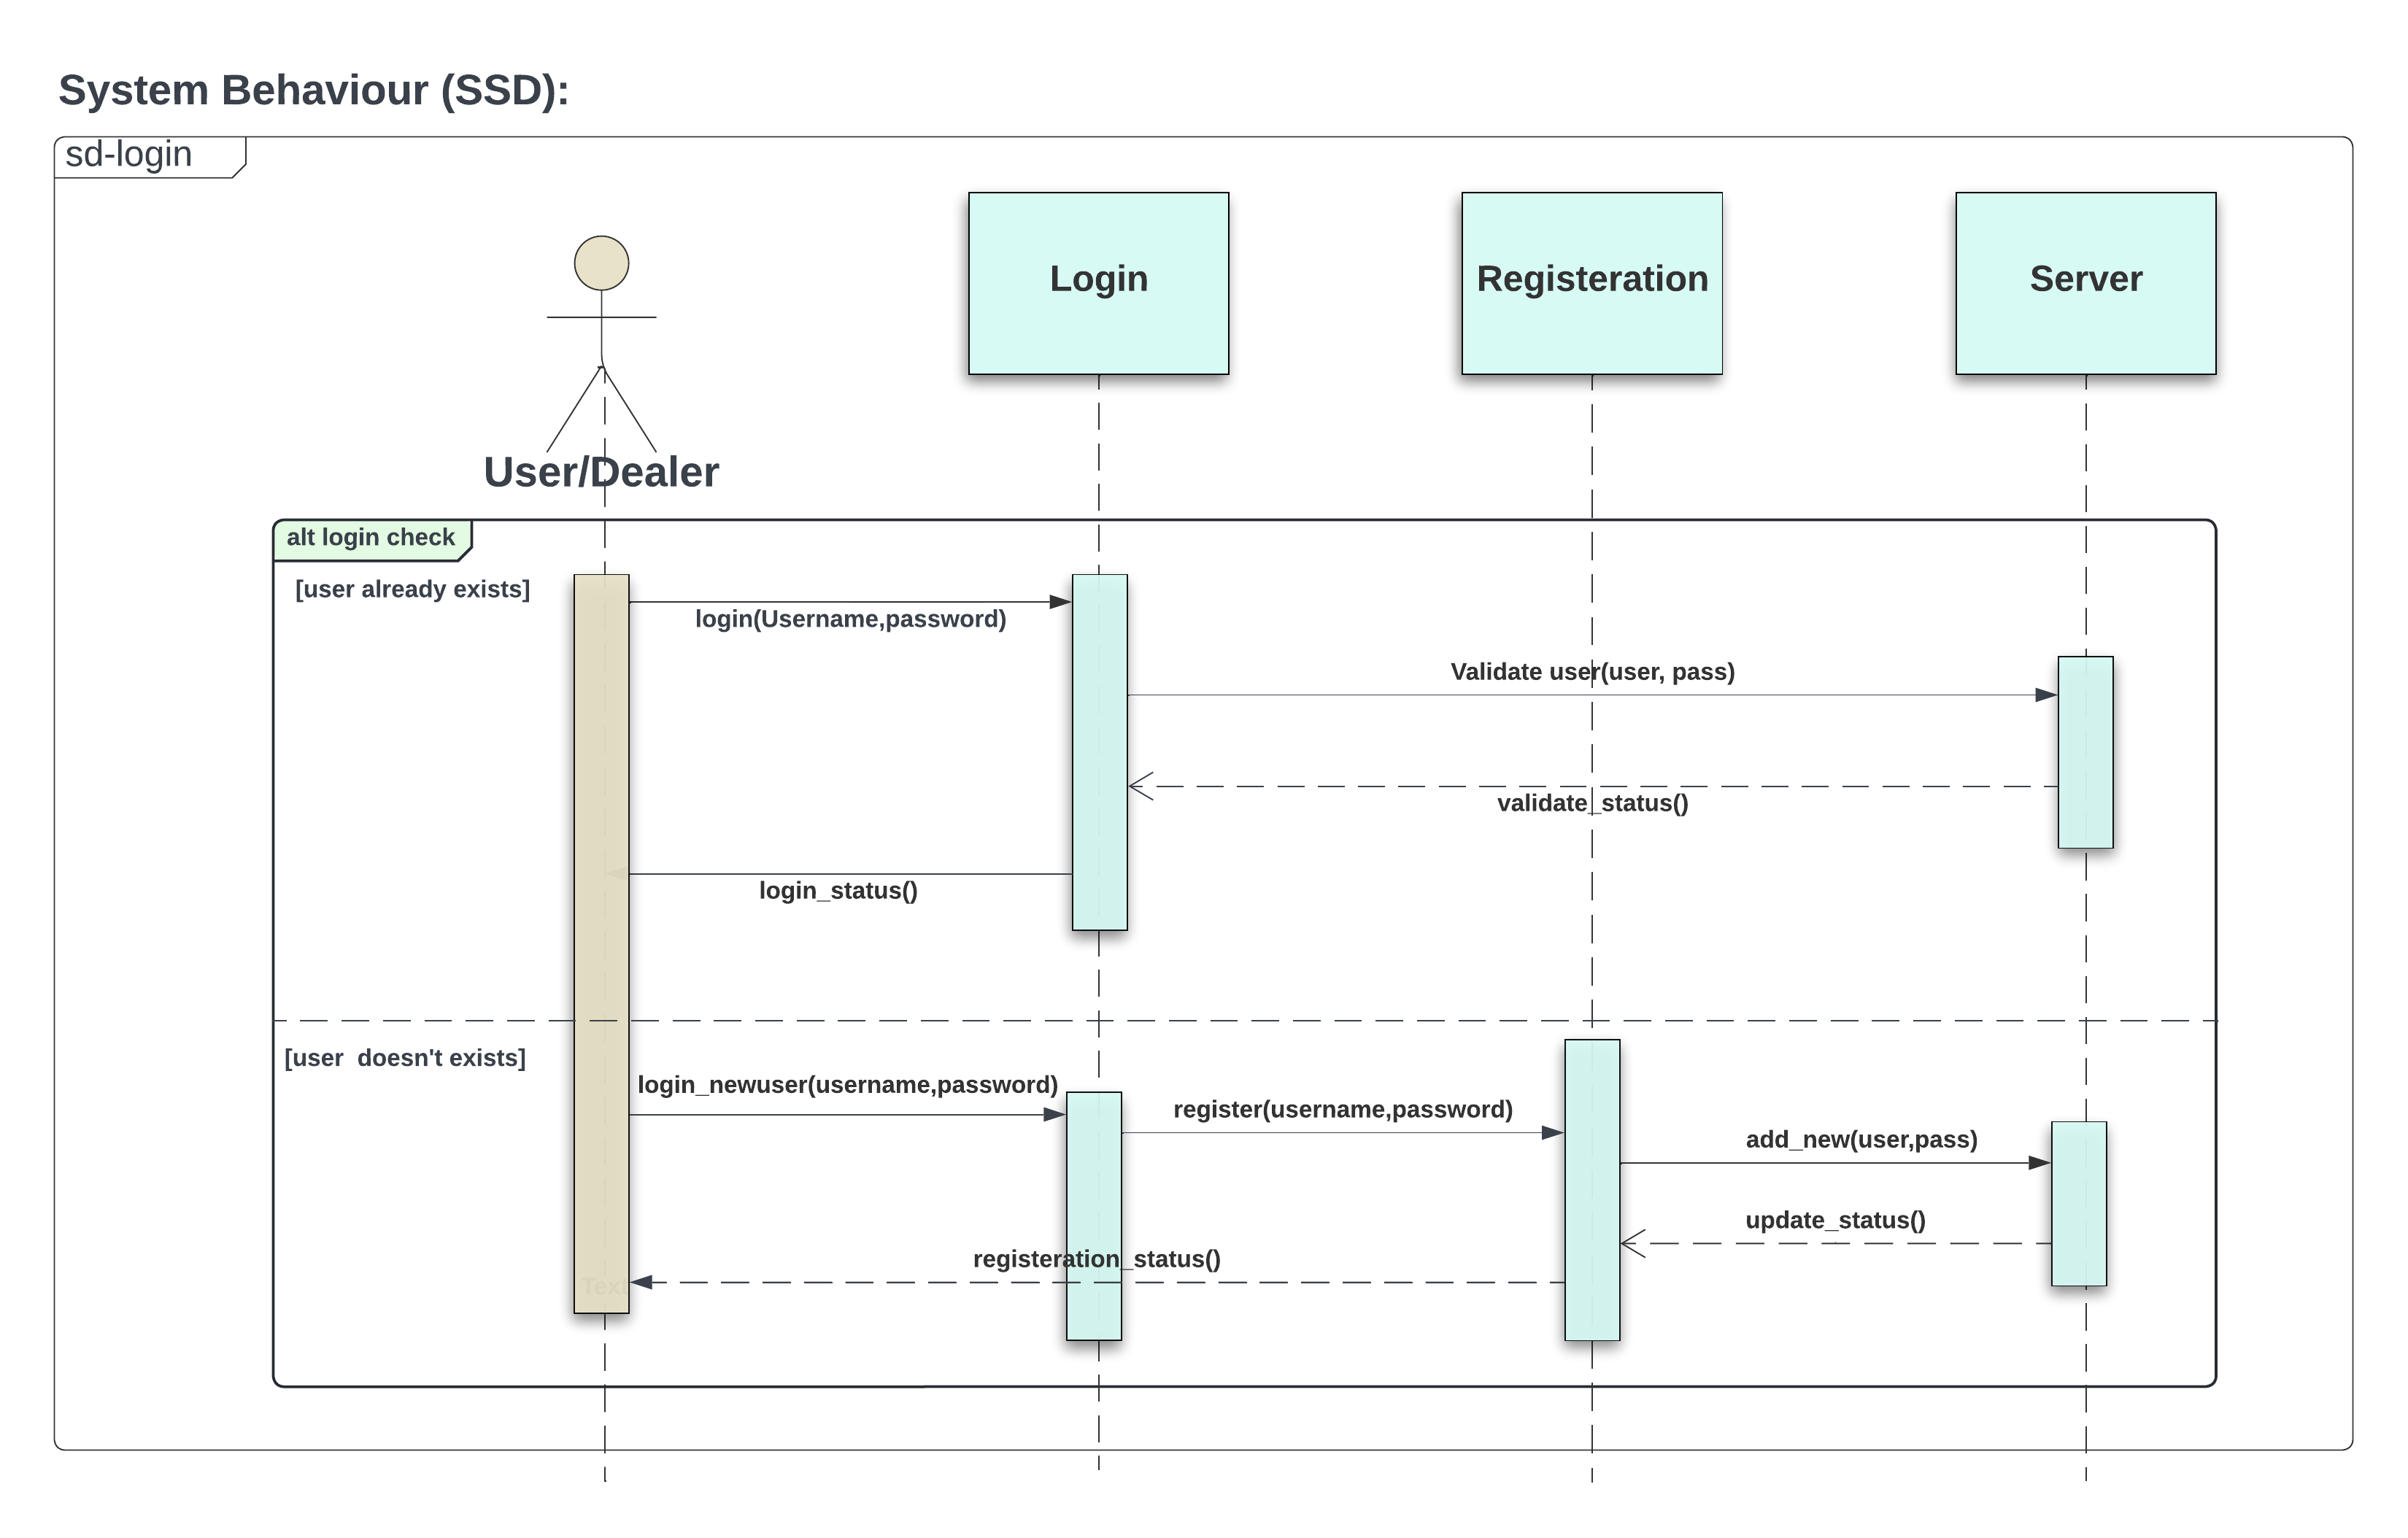 System Behaviour (SSD):
sd-login
Login
Registeration
Server
User/Dealer
alt login check
[user already exists]
login(Username,password)
Validate user(user, pass)
validate_status()
login_status()
[user  doesn't exists]
login_newuser(username,password)
register(username,password)
add_new(user,pass)
update_status()
registeration_status()
Text